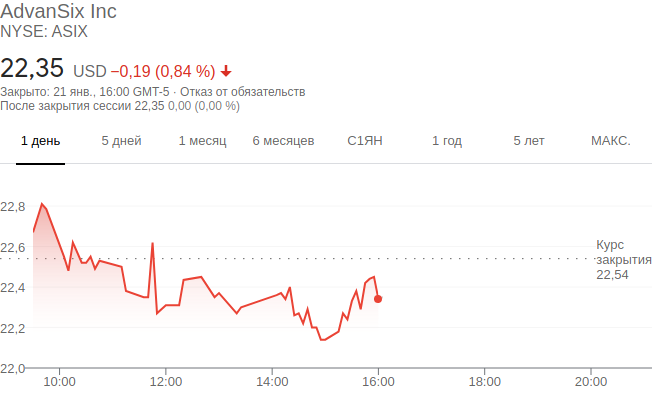 AdvanSix Inc
NYSE: ASIX
22,35 USD −0,19 (0,84 %)
Закрыто: 21 янв., 16:00 GMT-5 · Отказ от обязательств
После закрытия сессии 22,35 0,00 (0,00 %)
1 день 5 дней 1 месяц 6 месяцев С1ЯН 1 год 5 лет МАКС.
22,8
22,6
Курс
закрытия
22,54
22,4
22,2
22,0
10:00 12:00 14:00 16:00 18:00 20:00